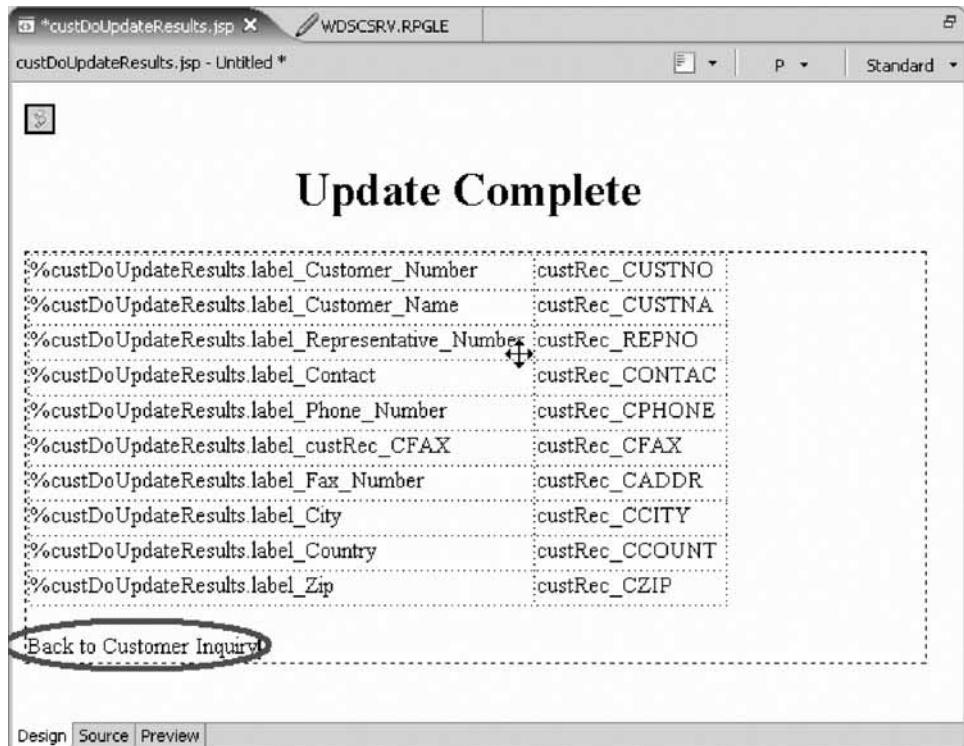 *custDoUpdateResults.jsp X WDSCSRV.RPGLE
custDoUpdateResults.jsp - Untitled * P Standard
Update Complete
%custDoUpdateResults.label_Customer_Number custRec_CUSTNO
%custDoUpdateResults.label_Customer_Name custRec_CUSTNA
%custDoUpdateResults.label_Representative_Number custRec_REPNO
%custDoUpdateResults.label_Contact custRec_CONTAC
%custDoUpdateResults.label_Phone_Number custRec_CPHONE
%custDoUpdateResults.label_custRec_CFAX custRec_CFAX
%custDoUpdateResults.label_Fax_Number custRec_CADDR
%custDoUpdateResults.label_City custRec_CCITY
%custDoUpdateResults.label_Country custRec_CCOUNT
%custDoUpdateResults.label_Zip custRec_CZIP
Back to Customer Inquiry
Design Source Preview